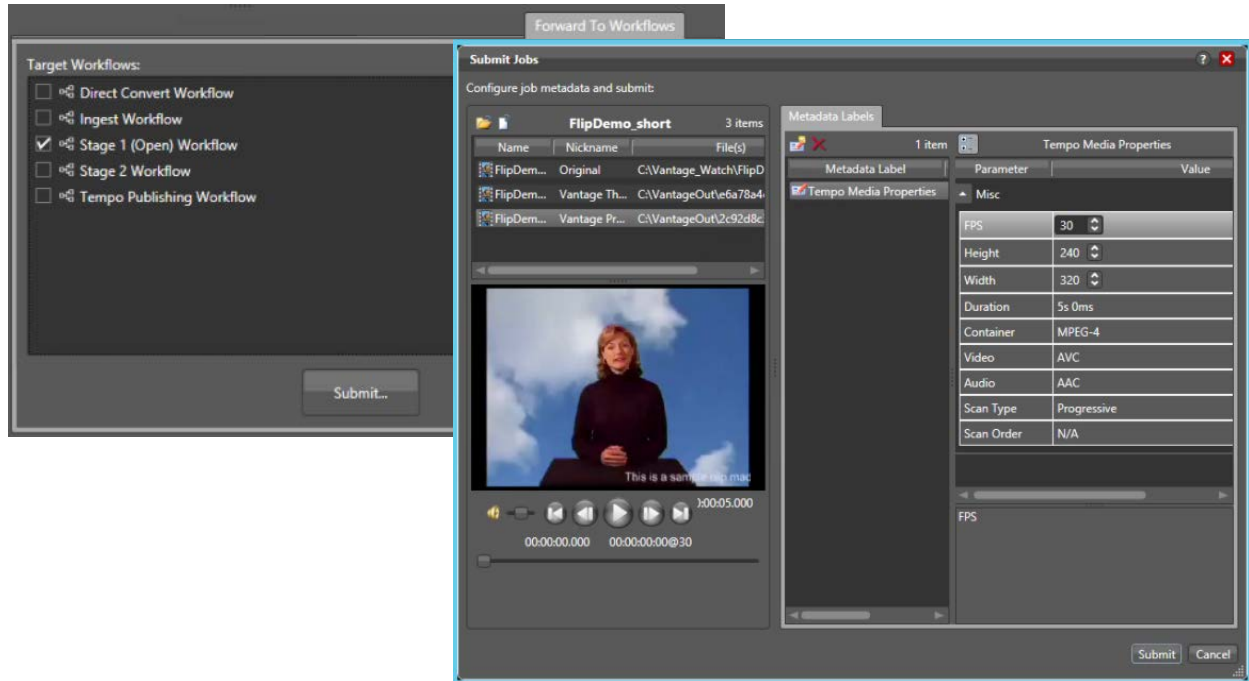 Forward To Workflows
Target Workflows:
Direct Convert Workflow
Ingest Workflow
Stage 1 (Open) Workflow
Stage 2 Workflow
Tempo Publishing Workflow
Submit...
Submit Jobs
?
Configure job metadata and submit:
FlipDemo_short 3 items
Name Nickname File(s)
FlipDem... Original C:\Vantage_Watch\FlipD
FlipDem... Vantage Th... C:\VantageOut\e6a78a4
FlipDem... Vantage Pr... C:\VantageOut\2c92d8c
This is a sample flip mac
00:00:00.000 00:00:00:00@30
:00:05.000
Metadata Labels
1 item
Metadata Label
Tempo Media Properties
Tempo Media Properties
Parameter Value
Misc
FPS 30
Height 240
Width 320
Duration 5s 0ms
Container MPEG-4
Video AVC
Audio AAC
Scan Type Progressive
Scan Order N/A
FPS
Submit Cancel